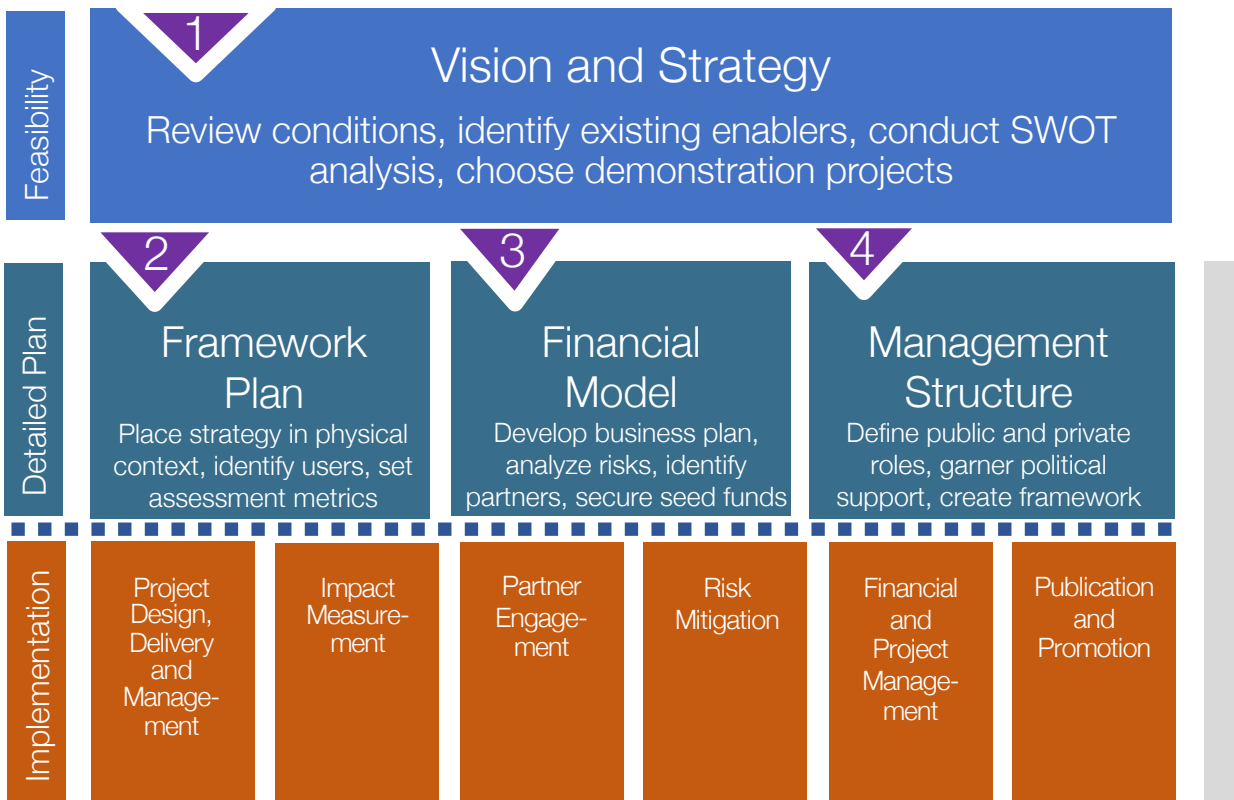 Feasibility
1
Vision and Strategy
Review conditions, identify existing enablers, conduct SWOT
analysis, choose demonstration projects
Detailed Plan
2
Framework
Plan
Place strategy in physical
context, identify users, set
assessment metrics
3
Financial
Model
Develop business plan,
analyze risks, identify
partners, secure seed funds
4
Management
Structure
Define public and private
roles, garner political
support, create framework
Implementation
Project
Design,
Delivery
and
Manage-
ment
Impact
Measure-
ment
Partner
Engage-
ment
Risk
Mitigation
Financial
and
Project
Manage-
ment
Publication
and
Promotion